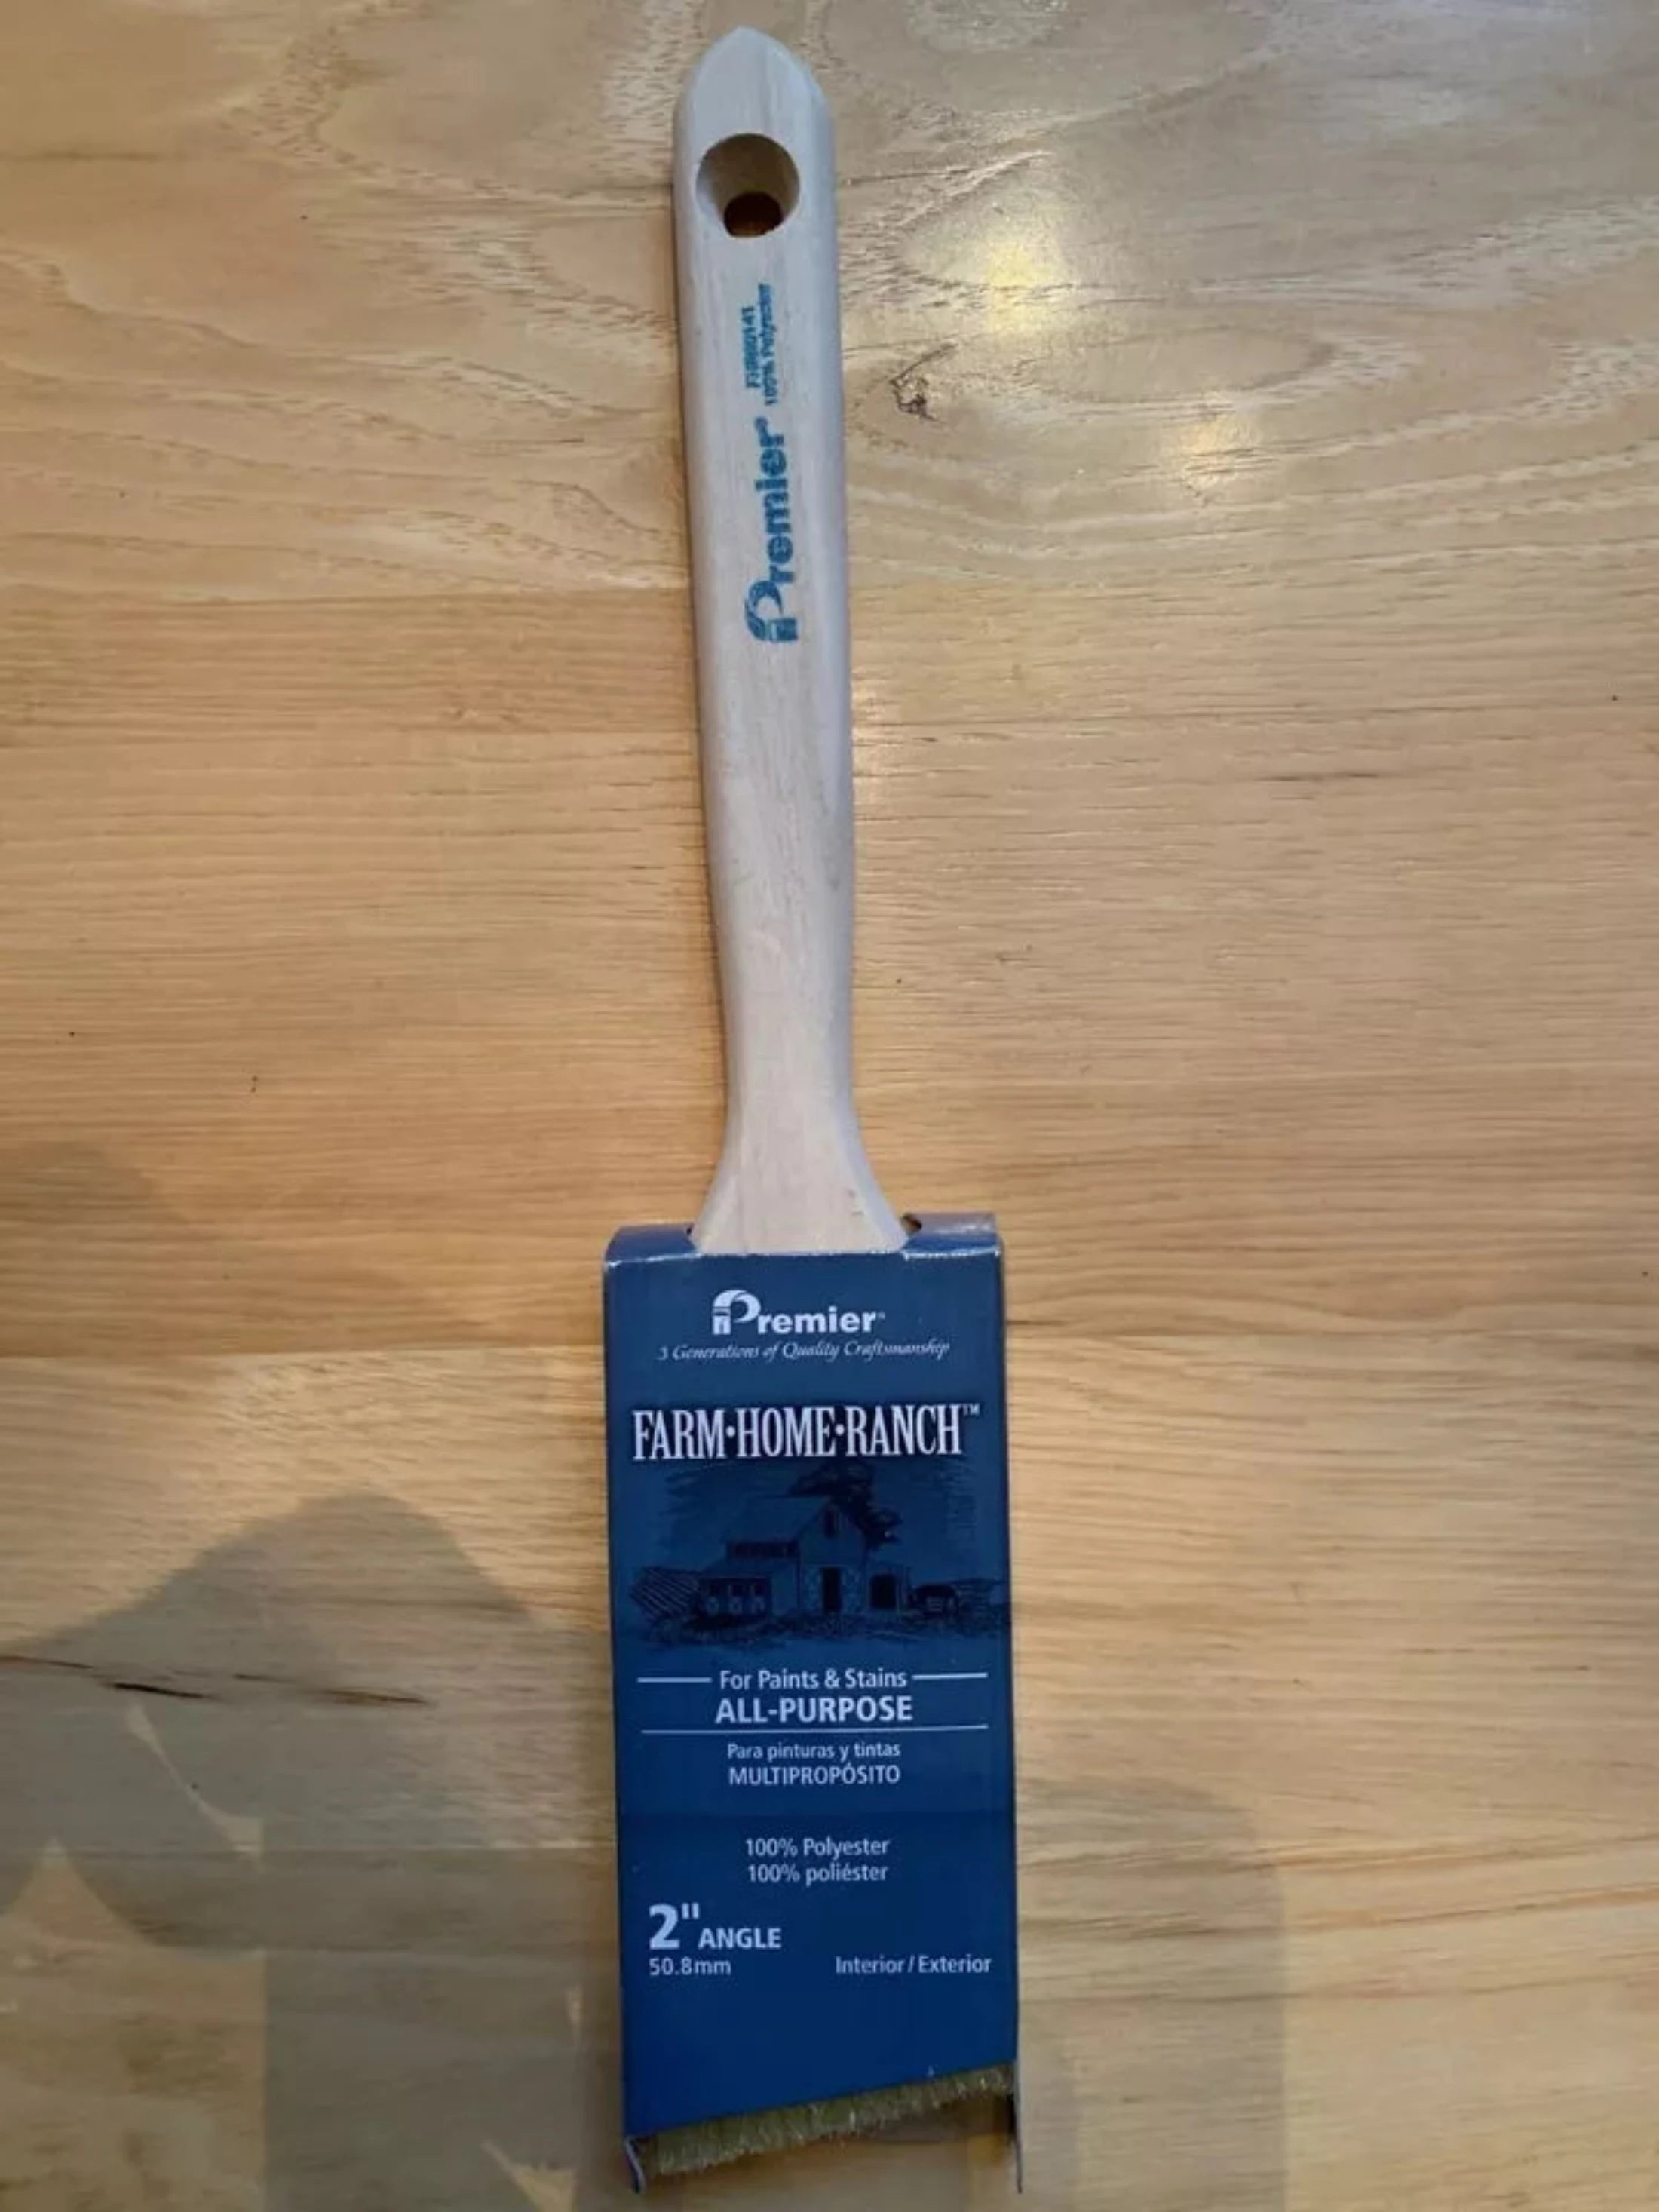 Premier®
100% Polyester
Premier®
3 Generations of Quality Craftsmanship
FARM·HOME·RANCH™
For Paints & Stains
ALL-PURPOSE
Para pinturas y tintas
MULTIPROPÓSITO
100% Polyester
100% poliéster
2" ANGLE
50.8mm
Interior / Exterior